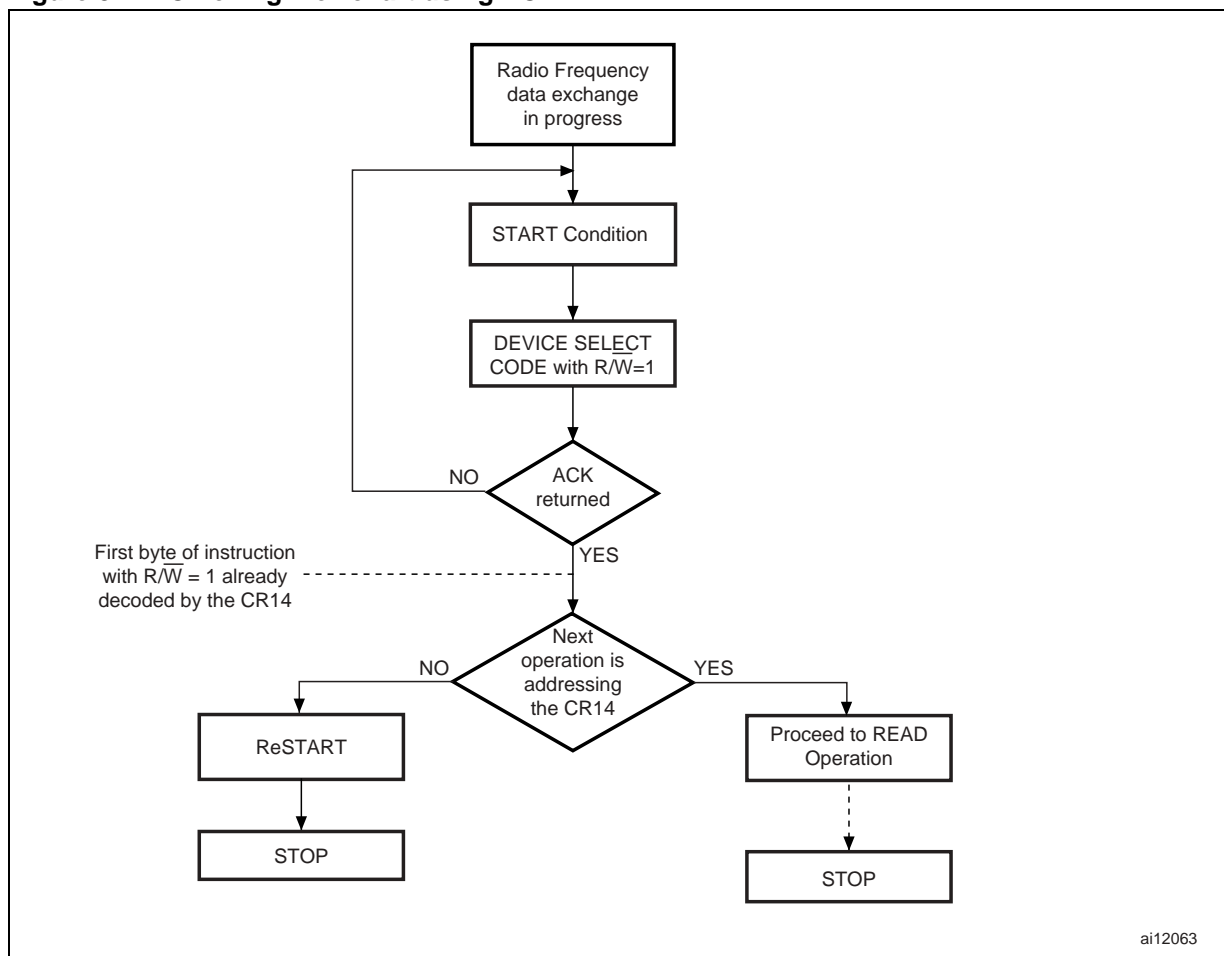 Radio Frequency
data exchange
in progress
START Condition
DEVICE SELECT
CODE with R/W̅=1
NO
ACK
returned
YES
First byte of instruction
with R/W̅ = 1 already
decoded by the CR14
NO
Next
operation is
addressing
the CR14
YES
ReSTART
Proceed to READ
Operation
STOP
STOP
ai12063